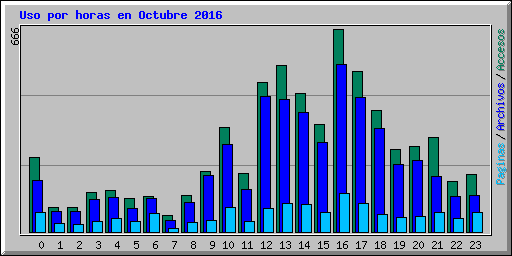 Uso por horas en Octubre 2016
666
0 1 2 3 4 5 6 7 8 9 10 11 12 13 14 15 16 17 18 19 20 21 22 23
Paginas / Archivos / Accesos